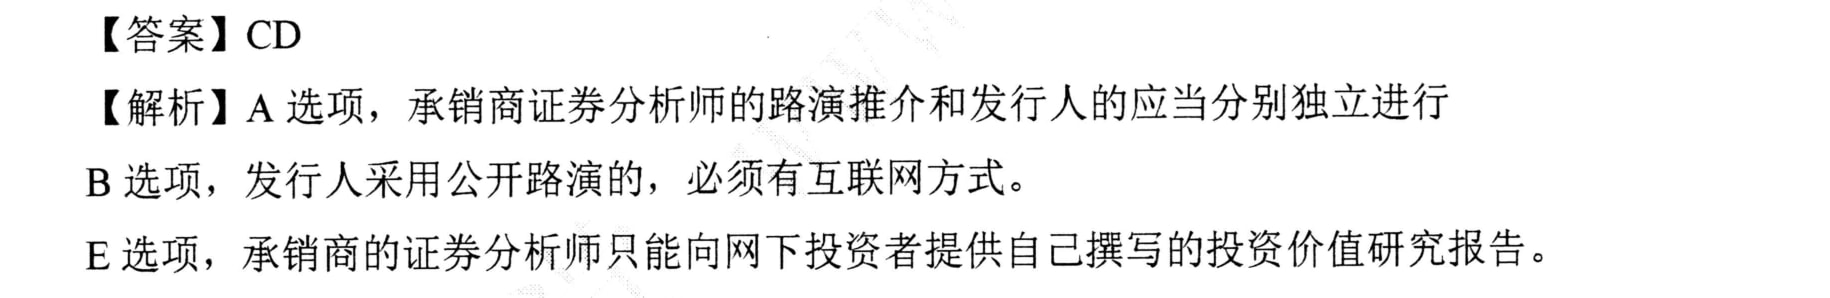 【答案】CD
【解析】A 选项，承销商证券分析师的路演推介和发行人的应当分别独立进行
B 选项，发行人采用公开路演的，必须有互联网方式。
E 选项，承销商的证券分析师只能向网下投资者提供自己撰写的投资价值研究报告。